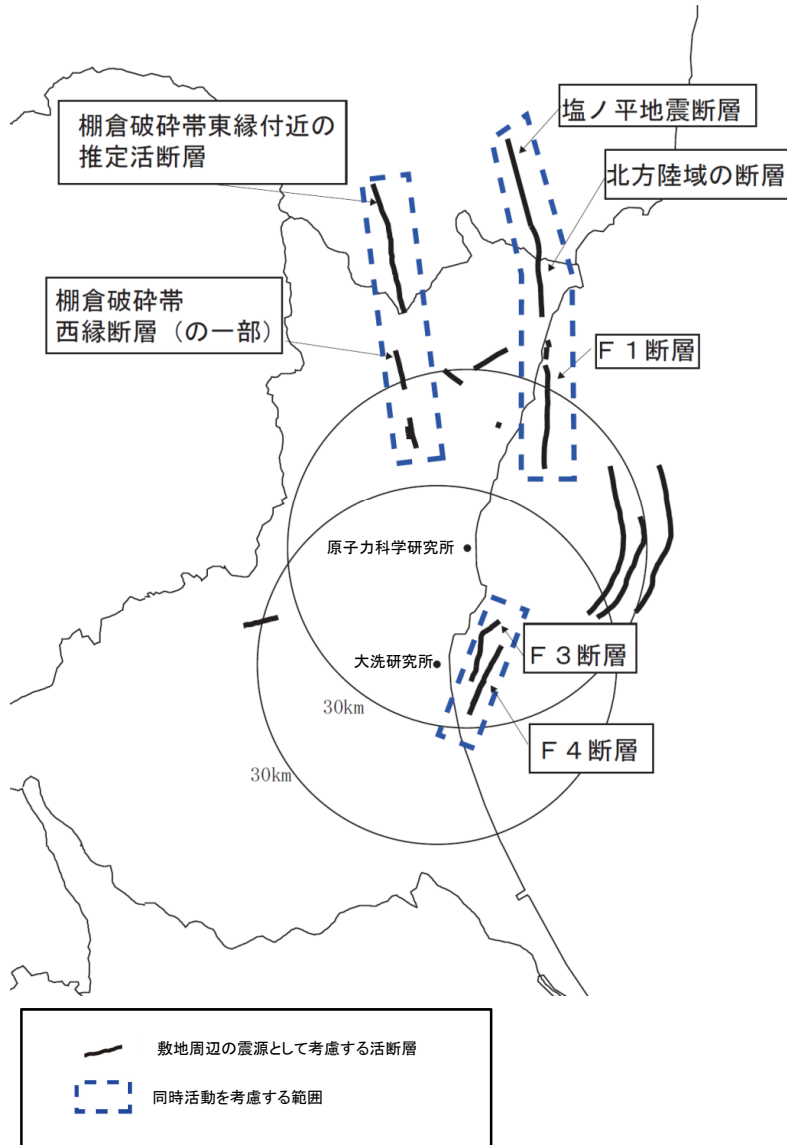 棚倉破砕帯東縁付近の
推定活断層
塩ノ平地震断層
北方陸域の断層
棚倉破砕帯
西縁断層（の一部）
Ｆ１断層
原子力科学研究所
大洗研究所
Ｆ３断層
Ｆ４断層
30km
30km
敷地周辺の震源として考慮する活断層
同時活動を考慮する範囲